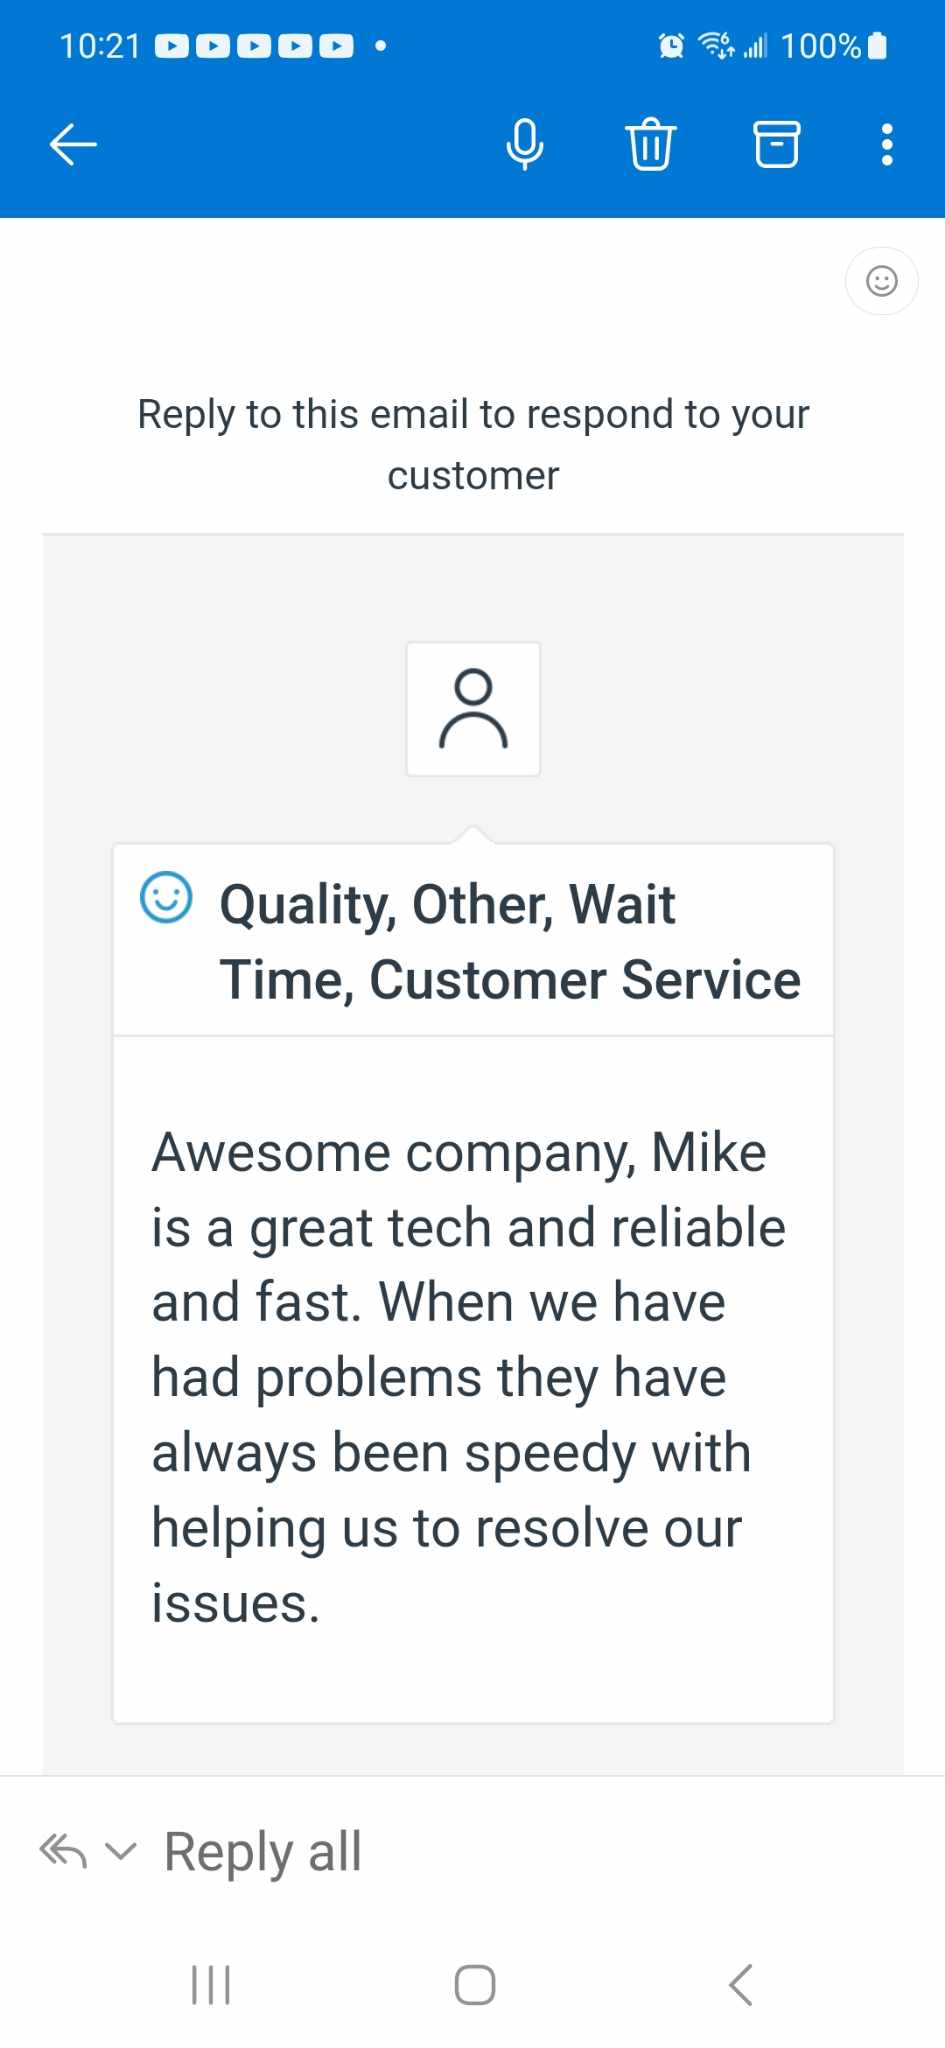 10:21
100%
Reply to this email to respond to your
customer
Quality, Other, Wait
Time, Customer Service
Awesome company, Mike
is a great tech and reliable
and fast. When we have
had problems they have
always been speedy with
helping us to resolve our
issues.
Reply all